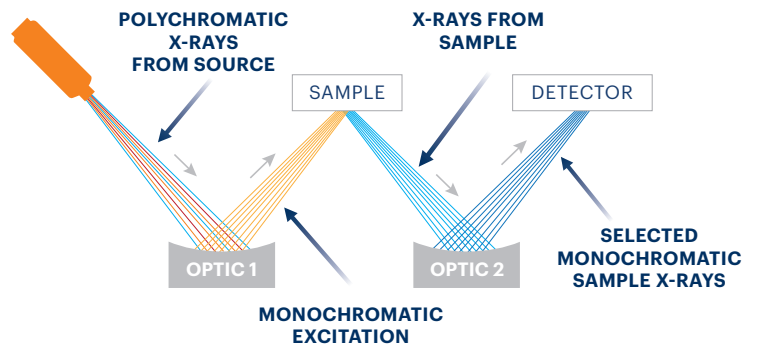 POLYCHROMATIC
X-RAYS
FROM SOURCE
X-RAYS FROM
SAMPLE
SAMPLE
DETECTOR
OPTIC 1
OPTIC 2
SELECTED
MONOCHROMATIC
SAMPLE X-RAYS
MONOCHROMATIC
EXCITATION